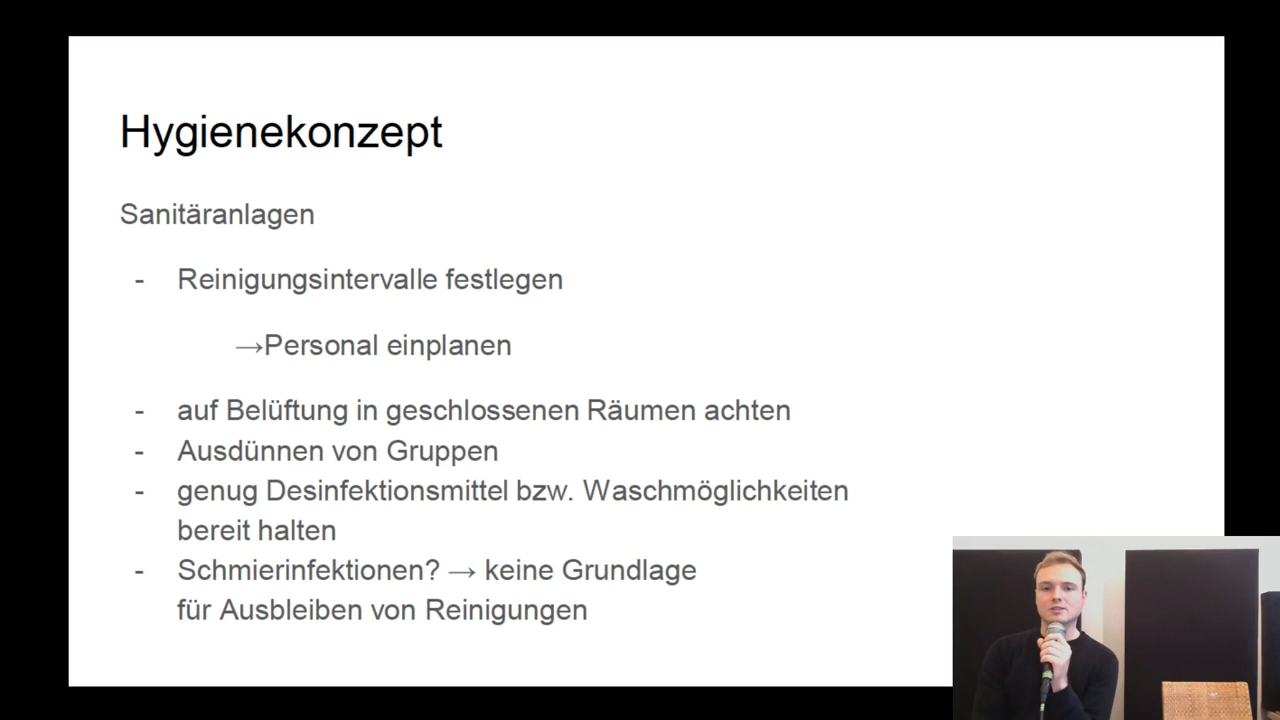 Hygienekonzept
Sanitäranlagen
- Reinigungsintervalle festlegen
→Personal einplanen
- auf Belüftung in geschlossenen Räumen achten
- Ausdünnen von Gruppen
- genug Desinfektionsmittel bzw. Waschmöglichkeiten
bereit halten
- Schmierinfektionen? → keine Grundlage
für Ausbleiben von Reinigungen